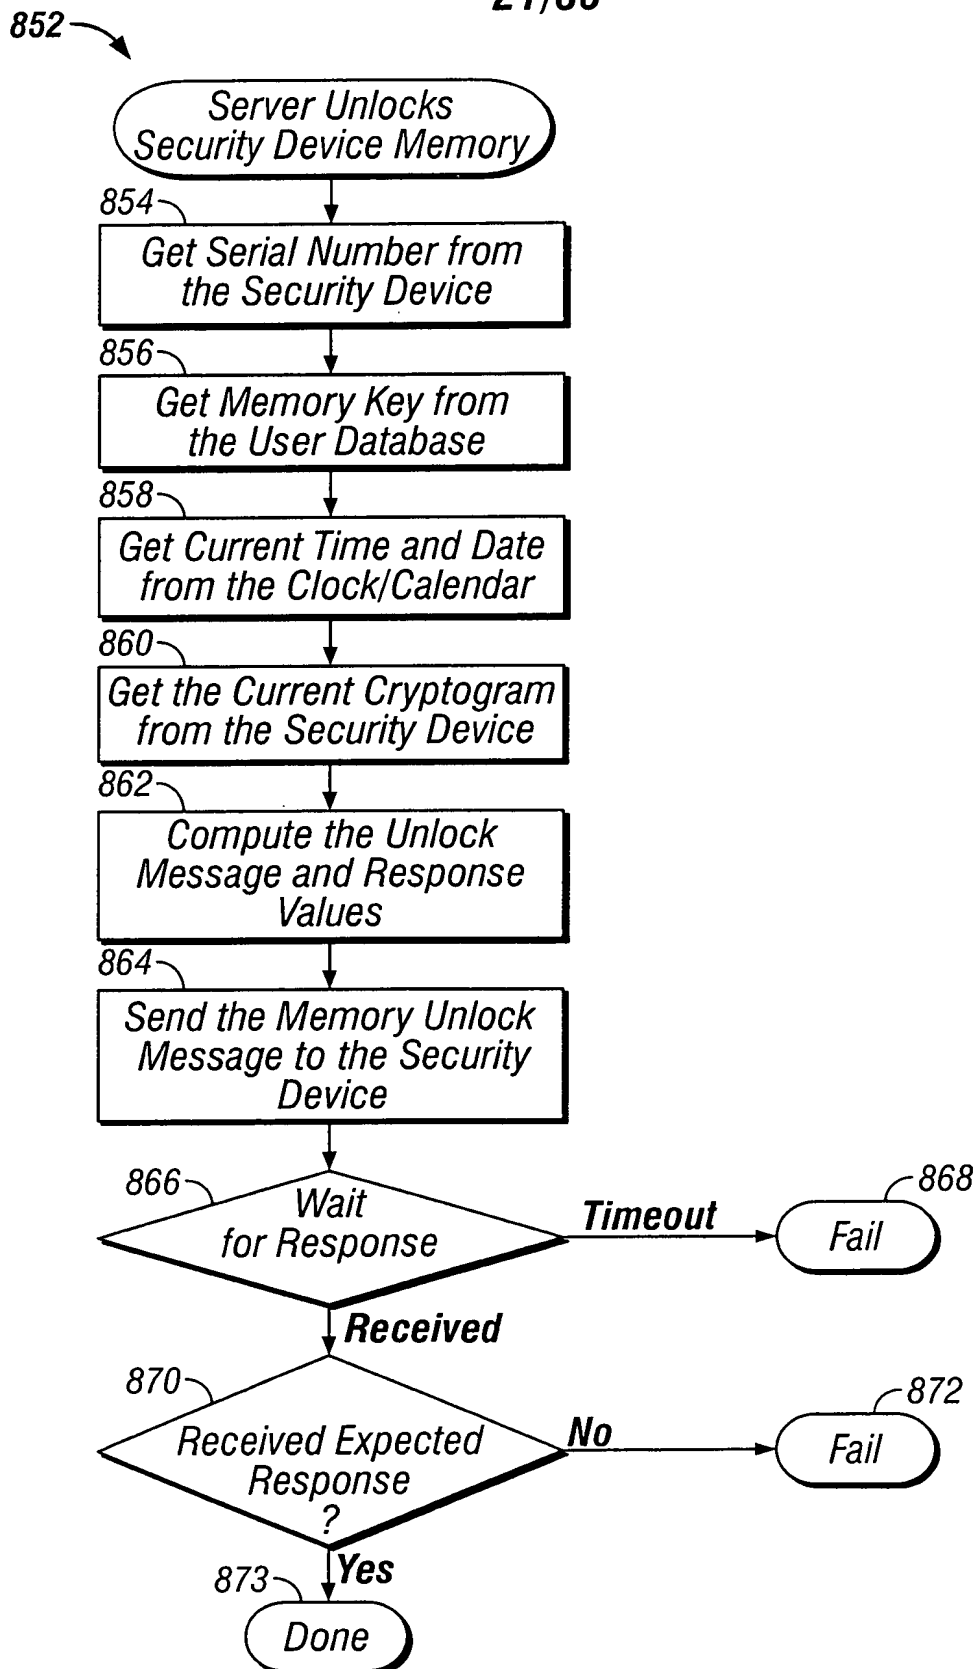 852
Server Unlocks
Security Device Memory
854
Get Serial Number from
the Security Device
856
Get Memory Key from
the User Database
858
Get Current Time and Date
from the Clock/Calendar
860
Get the Current Cryptogram
from the Security Device
862
Compute the Unlock
Message and Response
Values
864
Send the Memory Unlock
Message to the Security
Device
866
Wait
for Response
Timeout
868
Fail
Received
870
Received Expected
Response
?
No
872
Fail
Yes
873
Done